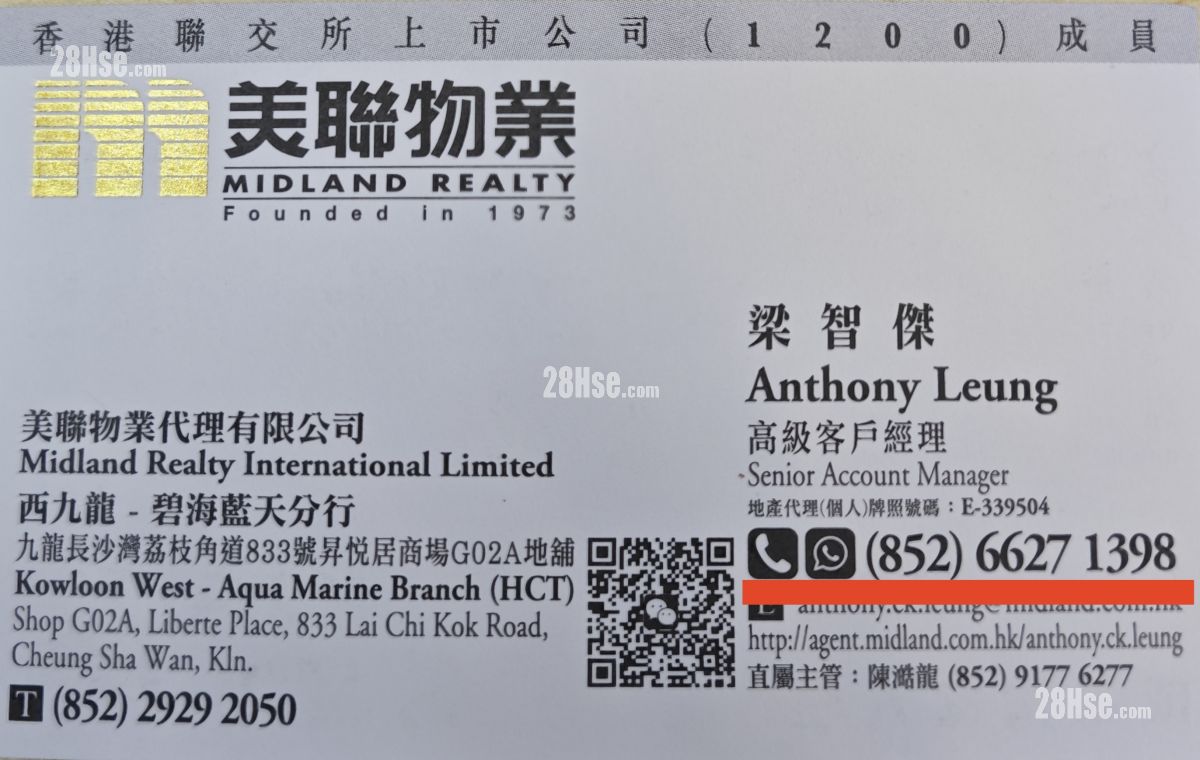 香港聯交所上市公司(1200)成員
28Hse.com
美聯物業
MIDLAND REALTY
Founded in 1973
梁智傑
Anthony Leung
高級客戶經理
Senior Account Manager
地產代理(個人)牌照號碼：E-339504
(852) 6627 1398
E anthony.ck.leung@midland.com.hk
http://agent.midland.com.hk/anthony.ck.leung
直屬主管：陳澔龍 (852) 9177 6277
28Hse.com
28Hse.com
美聯物業代理有限公司
Midland Realty International Limited
西九龍 - 碧海藍天分行
九龍長沙灣荔枝角道833號昇悅居商場G02A地舖
Kowloon West - Aqua Marine Branch (HCT)
Shop G02A, Liberte Place, 833 Lai Chi Kok Road,
Cheung Sha Wan, Kln.
T (852) 2929 2050